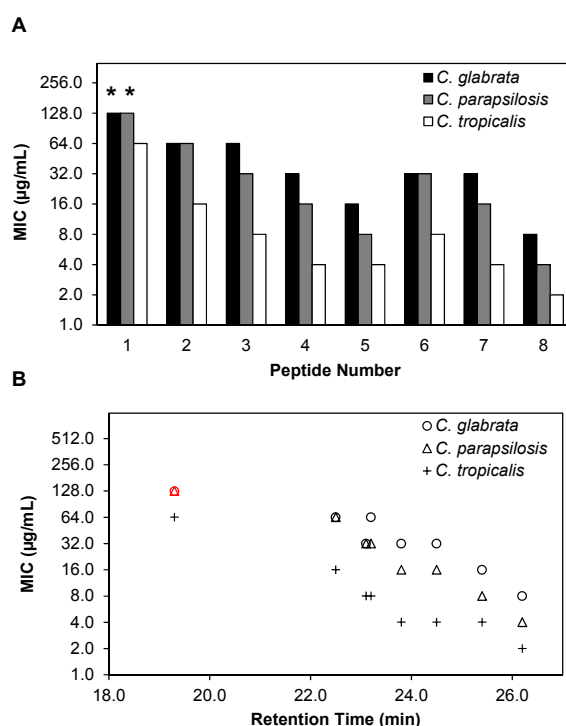 A
* *
C. glabrata
C. parapsilosis
C. tropicalis
MIC (µg/mL)
256.0
128.0
64.0
32.0
16.0
8.0
4.0
2.0
1.0
1 2 3 4 5 6 7 8
Peptide Number
B
C. glabrata
C. parapsilosis
C. tropicalis
MIC (µg/mL)
512.0
256.0
128.0
64.0
32.0
16.0
8.0
4.0
2.0
1.0
18.0 20.0 22.0 24.0 26.0
Retention Time (min)